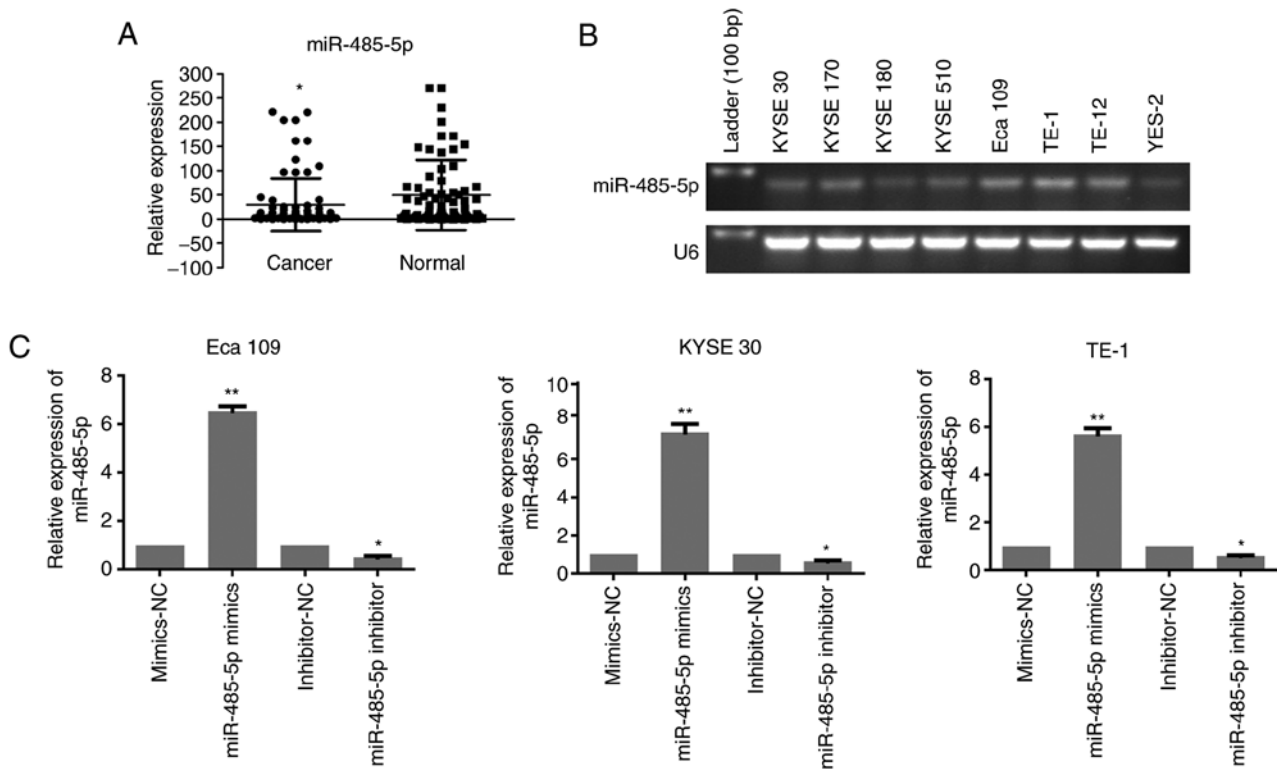 A
miR-485-5p
Relative expression
300
250
200
150
100
50
0
−50
−100
*
Cancer
Normal
B
Ladder (100 bp)
KYSE 30
KYSE 170
KYSE 180
KYSE 510
Eca 109
TE-1
TE-12
YES-2
miR-485-5p
U6
C
Eca 109
Relative expression of
miR-485-5p
8
6
4
2
0
**
*
Mimics-NC
miR-485-5p mimics
Inhibitor-NC
miR-485-5p inhibitor
KYSE 30
Relative expression of
miR-485-5p
10
8
6
4
2
0
**
*
Mimics-NC
miR-485-5p mimics
Inhibitor-NC
miR-485-5p inhibitor
TE-1
Relative expression of
miR-485-5p
8
6
4
2
0
**
*
Mimics-NC
miR-485-5p mimics
Inhibitor-NC
miR-485-5p inhibitor